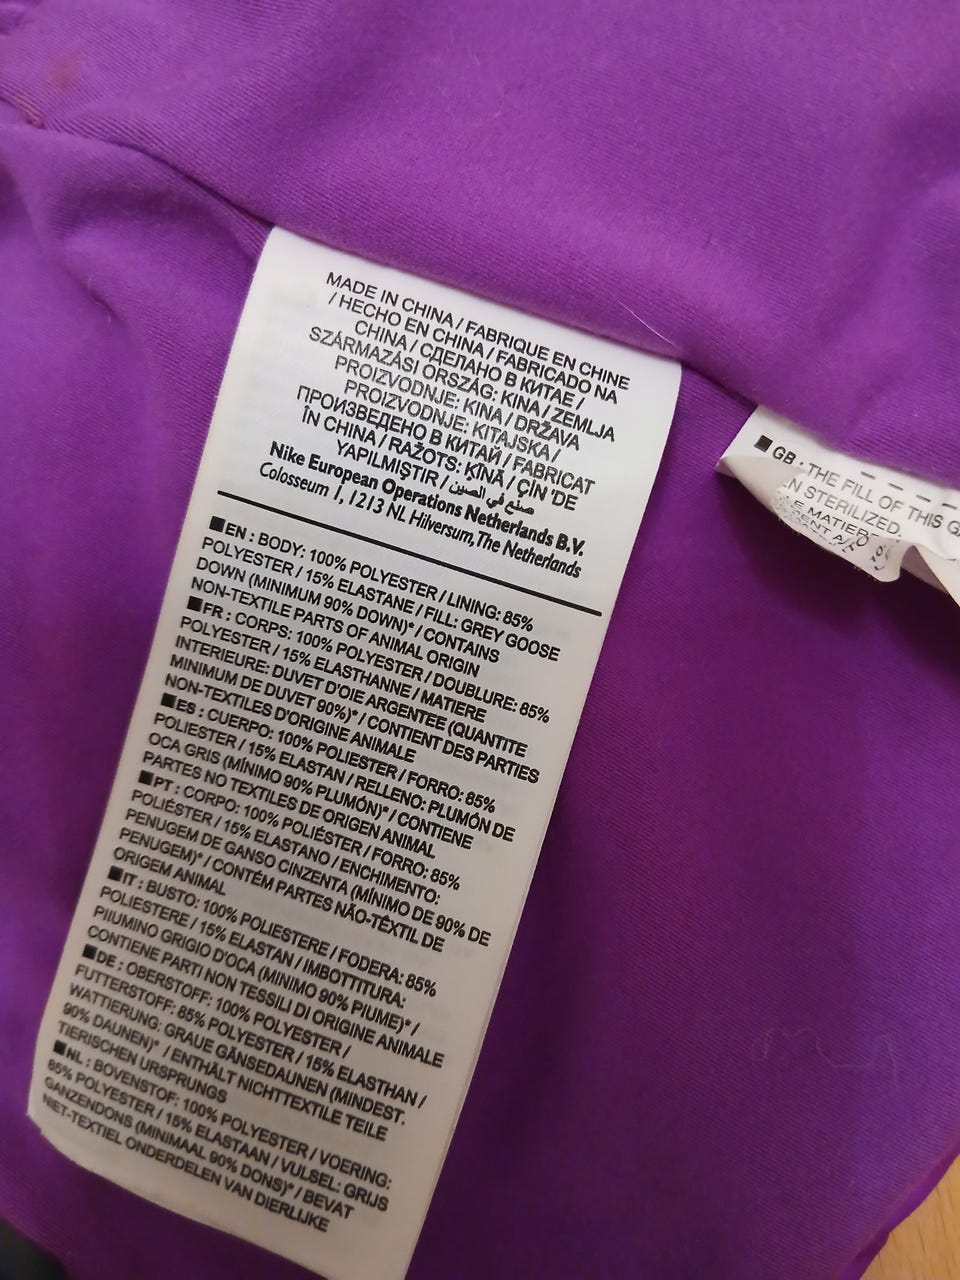 MADE IN CHINA / FABRIQUE EN CHINE
/ HECHO EN CHINA / FABRICADO NA
CHINA / СДЕЛАНО В КИТАЕ /
SZÁRMAZÁSI ORSZÁG: KINA / ZEMLJA
PROIZVODNJE: KINA / DRŽAVA
PROIZVODNJE: KITAJSKA /
ПРОИЗВЕДЕНО В КИТАЙ / FABRICAT
ÎN CHINA / RAŽOTS: ĶĪNĀ / ÇİN 'DE
YAPILMIŞTIR / صنع في الصين
Nike European Operations Netherlands B.V.
Colosseum 1, 1213 NL Hilversum, The Netherlands
■EN : BODY: 100% POLYESTER / LINING: 85%
POLYESTER / 15% ELASTANE / FILL: GREY GOOSE
DOWN (MINIMUM 90% DOWN)* / CONTAINS
NON-TEXTILE PARTS OF ANIMAL ORIGIN
■FR : CORPS: 100% POLYESTER / DOUBLURE: 85%
POLYESTER / 15% ELASTHANNE / MATIERE
INTERIEURE: DUVET D'OIE ARGENTEE (QUANTITE
MINIMUM DE DUVET 90%)* / CONTIENT DES PARTIES
NON-TEXTILES D'ORIGINE ANIMALE
■ES : CUERPO: 100% POLIESTER / FORRO: 85%
POLIESTER / 15% ELASTAN / RELLENO: PLUMÓN DE
OCA GRIS (MÍNIMO 90% PLUMÓN)* / CONTIENE
PARTES NO TEXTILES DE ORIGEN ANIMAL
■PT : CORPO: 100% POLIÉSTER / FORRO: 85%
POLIÉSTER / 15% ELASTANO / ENCHIMENTO:
PENUGEM DE GANSO CINZENTA (MÍNIMO DE 90% DE
PENUGEM)* / CONTÉM PARTES NÃO-TÊXTIL DE
ORIGEM ANIMAL
■IT : BUSTO: 100% POLIESTERE / FODERA: 85%
POLIESTERE / 15% ELASTAN / IMBOTTITURA:
PIIUMINO GRIGIO D'OCA (MINIMO 90% PIUME)* /
CONTIENE PARTI NON TESSILI DI ORIGINE ANIMALE
■DE : OBERSTOFF: 100% POLYESTER /
FUTTERSTOFF: 85% POLYESTER / 15% ELASTHAN /
WATTIERUNG: GRAUE GÄNSEDAUNEN (MINDEST.
90% DAUNEN)* / ENTHÄLT NICHTTEXTILE TEILE
TIERISCHEN URSPRUNGS
■NL : BOVENSTOF: 100% POLYESTER / VOERING:
85% POLYESTER / 15% ELASTAAN / VULSEL: GRIJS
GANZENDONS (MINIMAAL 90% DONS)* / BEVAT
NIET-TEXTIEL ONDERDELEN VAN DIERLIJKE
■GB : THE FILL OF THIS
STERILIZED.